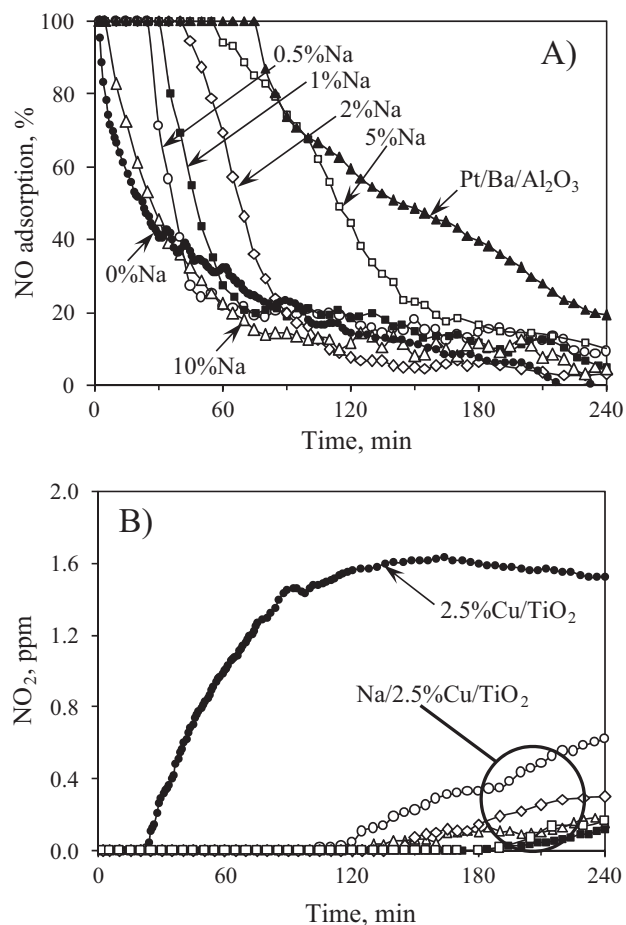 A)
NO adsorption, %
100
80
60
40
20
0
0.5%Na
1%Na
2%Na
5%Na
Pt/Ba/Al₂O₃
0%Na
10%Na
0 60 120 180 240
Time, min
B)
NO₂, ppm
2.0
1.6
1.2
0.8
0.4
0.0
2.5%Cu/TiO₂
Na/2.5%Cu/TiO₂
0 60 120 180 240
Time, min